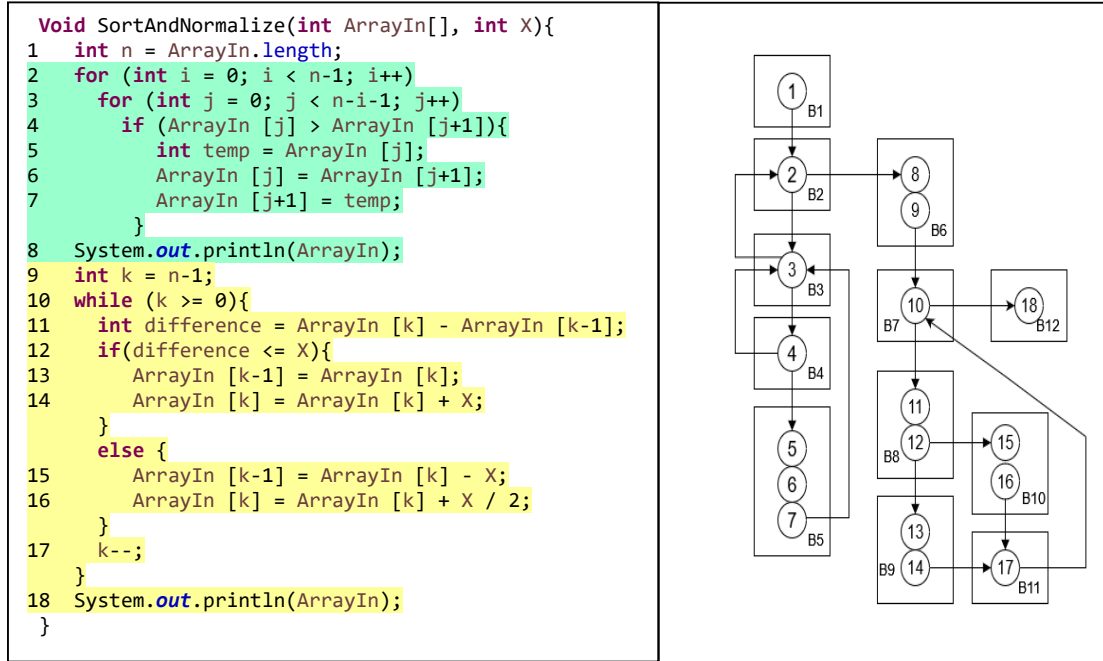 Void SortAndNormalize(int ArrayIn[], int X){
1 int n = ArrayIn.length;
2 for (int i = 0; i < n-1; i++)
3 for (int j = 0; j < n-i-1; j++)
4 if (ArrayIn [j] > ArrayIn [j+1]){
5 int temp = ArrayIn [j];
6 ArrayIn [j] = ArrayIn [j+1];
7 ArrayIn [j+1] = temp;
}
8 System.out.println(ArrayIn);
9 int k = n-1;
10 while (k >= 0){
11 int difference = ArrayIn [k] - ArrayIn [k-1];
12 if(difference <= X){
13 ArrayIn [k-1] = ArrayIn [k];
14 ArrayIn [k] = ArrayIn [k] + X;
}
else {
15 ArrayIn [k-1] = ArrayIn [k] - X;
16 ArrayIn [k] = ArrayIn [k] + X / 2;
}
17 k--;
}
18 System.out.println(ArrayIn);
}
1
B1
2
B2
3
B3
4
B4
5
6
7
B5
8
9
B6
10
B7
18
B12
11
12
B8
15
16
B10
13
14
B9
17
B11